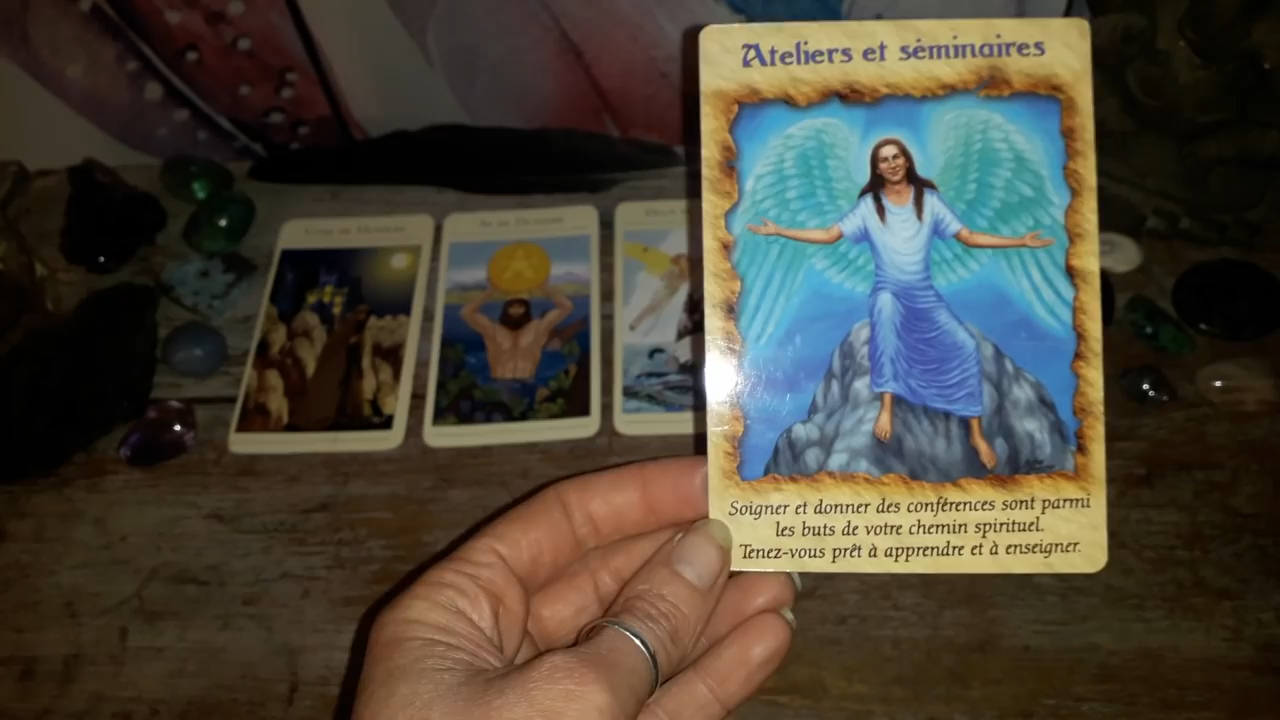 Ateliers et séminaires
Soigner et donner des conférences sont parmi
les buts de votre chemin spirituel.
Tenez-vous prêt à apprendre et à enseigner.